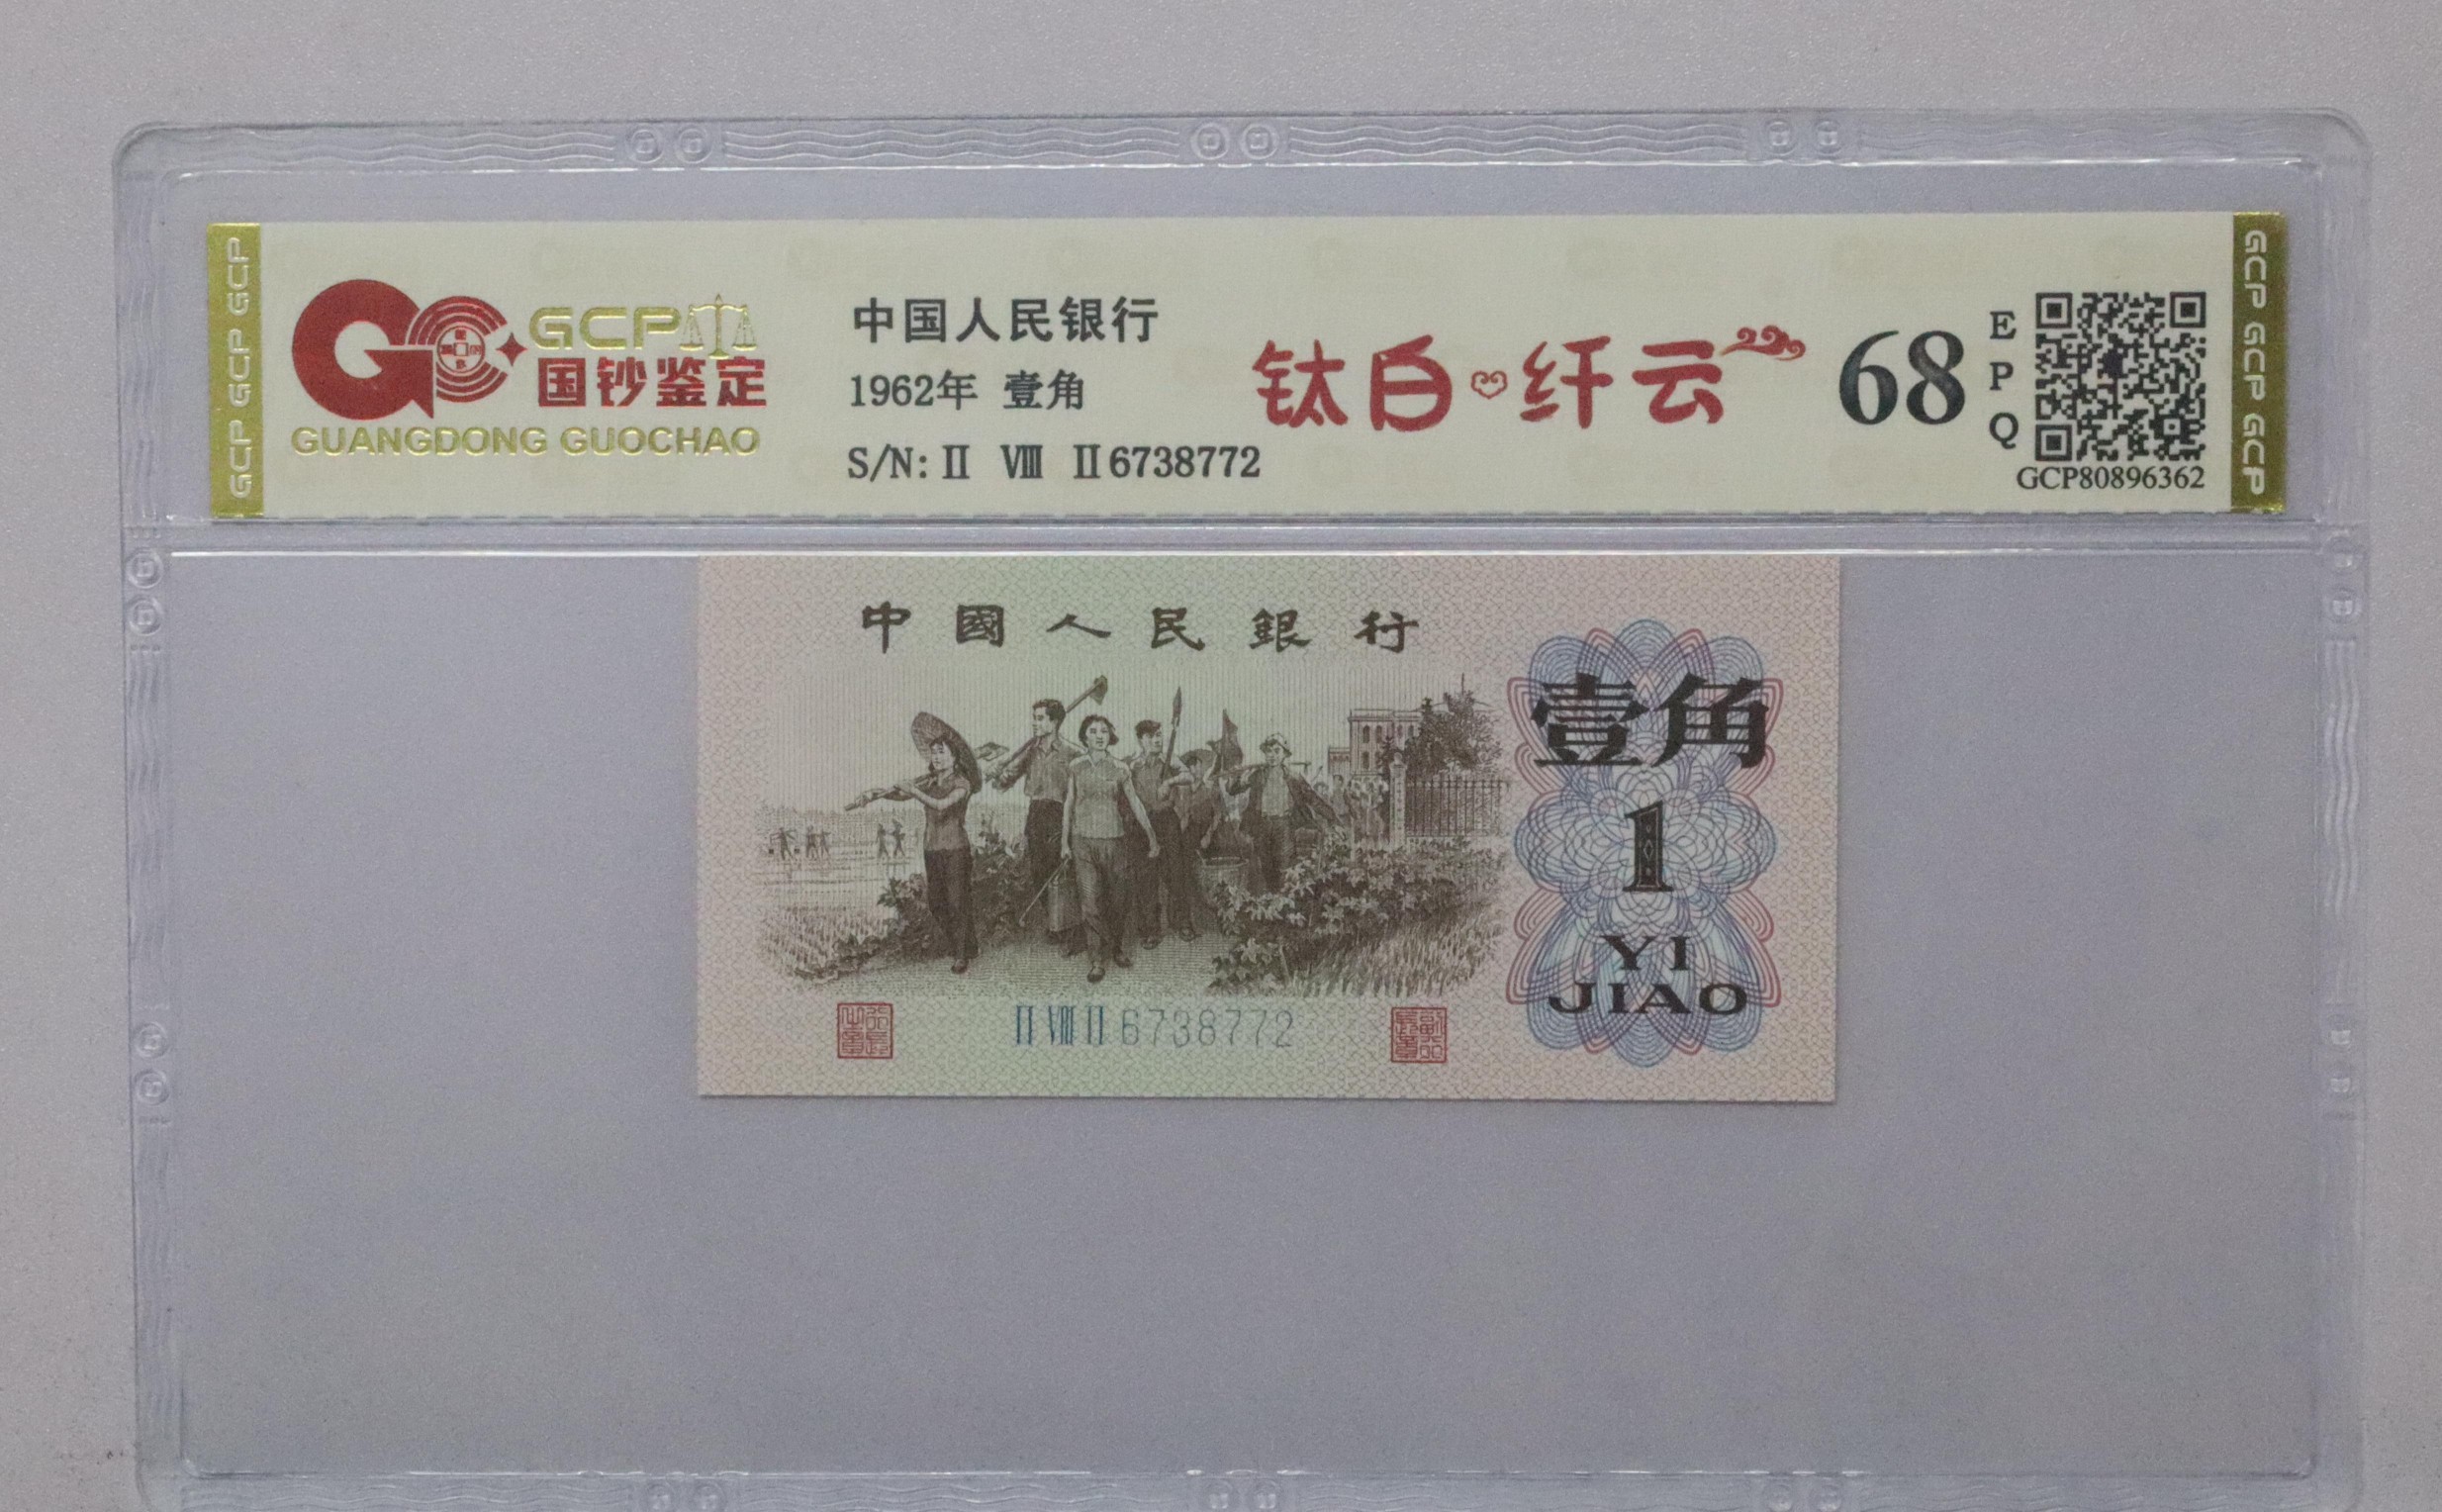 GCP GCP GCP
GCP
国钞鉴定
GUANGDONG GUOCHAO
中国人民银行
1962年 壹角
S/N: Ⅱ Ⅷ Ⅱ6738772
钛白 纤云
68
EPQ
GCP80896362
GCP GCP GCP
中國人民銀行
壹角
1
YI
JIAO
Ⅱ Ⅷ Ⅱ 6738772